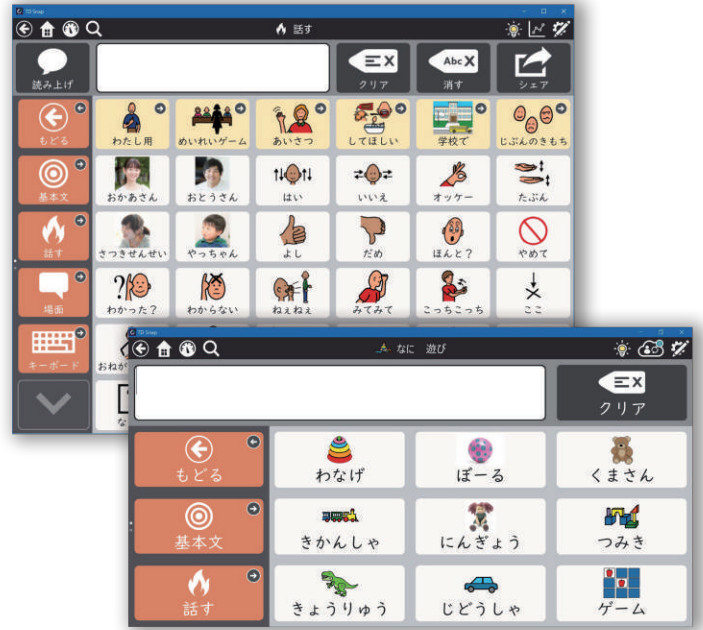 TD Snap
話す
読み上げ
クリア
消す
Abc
シェア
もどる
わたし用
めいれいゲーム
あいさつ
してほしい
学校で
じぶんのきもち
基本文
おかあさん
おとうさん
はい
いいえ
オッケー
たぶん
話す
さつきせんせい
やっちゃん
よし
だめ
ほんと?
やめて
場面
わかった?
わからない
ねぇねぇ
みてみて
こっちこっち
ここ
キーボード
おねが
な
TD Snap
なに 遊び
クリア
もどる
わなげ
ぼーる
くまさん
基本文
きかんしゃ
にんぎょう
つみき
話す
きょうりゅう
じどうしゃ
ゲーム